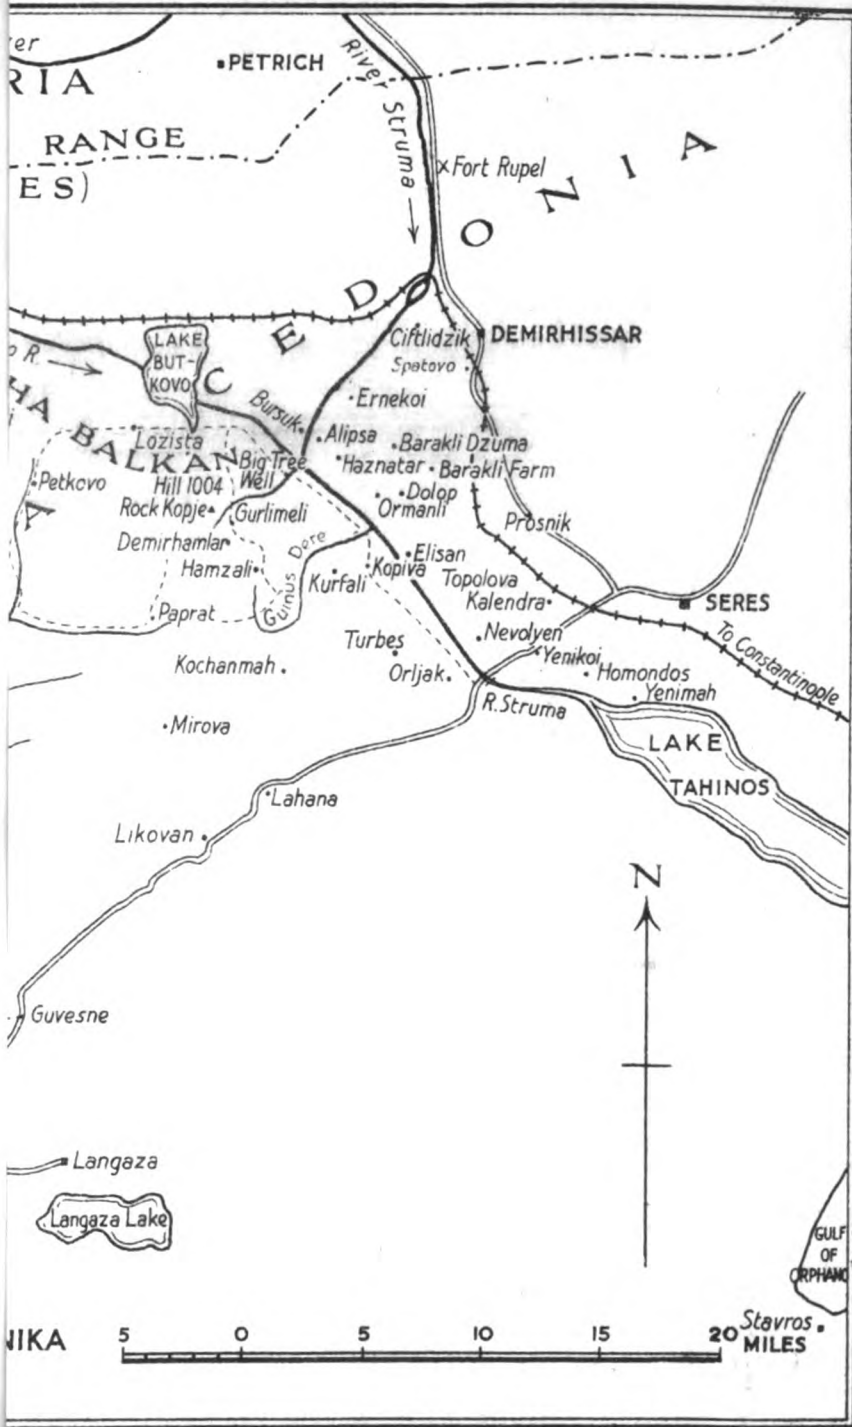 er
PETRICH
RIA
River Struma
RANGE
ES)
Fort Rupel
CEDONIA
LAKE
BUT-
KOVO
o R.
Ciftlidzik
DEMIRHISSAR
Spatovo
Ernekoi
Bursuk
HA BALKAN
Lozista
Alipsa
Barakli Dzuma
Big Tree
Well
Haznatar
Barakli Farm
Petkovo
Hill 1004
Dolop
Ormanli
A
Rock Kopje
Gurlimeli
Prosnik
Demirhamlar
Guinus Dere
Elisan
Hamzali
Kurfali
Kopiva
Topolova
Kalendra
SERES
Paprat
Turbes
Nevolyen
To Constantinople
Kochanmah
Orljak
Yenikoi
Homondos
Yenimah
R. Struma
Mirova
LAKE
TAHINOS
Lahana
Likovan
N
Guvesne
Langaza
Langaza Lake
GULF
OF
ORPHANO
NIKA
5 0 5 10 15 20
MILES
Stavros